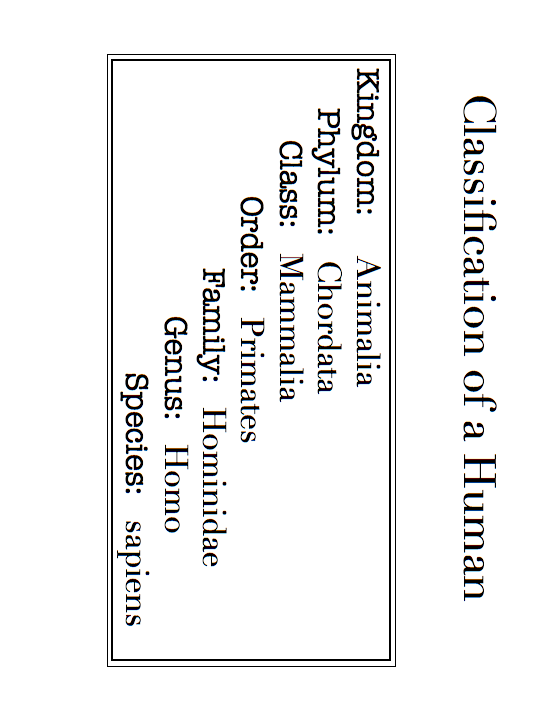 Classification of a Human
Kingdom: Animalia
Phylum: Chordata
Class: Mammalia
Order: Primates
Family: Hominidae
Genus: Homo
Species: sapiens